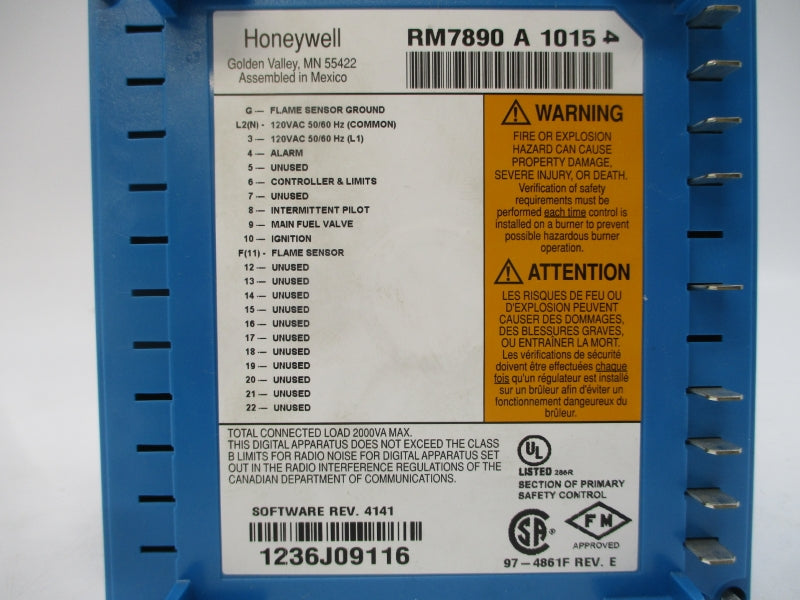 Honeywell
Golden Valley, MN 55422
Assembled in Mexico
RM7890 A 1015 4
G — FLAME SENSOR GROUND
L2(N) - 120VAC 50/60 Hz (COMMON)
3 — 120VAC 50/60 Hz (L1)
4 — ALARM
5 — UNUSED
6 — CONTROLLER & LIMITS
7 — UNUSED
8 — INTERMITTENT PILOT
9 — MAIN FUEL VALVE
10 — IGNITION
F(11) - FLAME SENSOR
12 — UNUSED
13 — UNUSED
14 — UNUSED
15 — UNUSED
16 — UNUSED
17 — UNUSED
18 — UNUSED
19 — UNUSED
20 — UNUSED
21 — UNUSED
22 — UNUSED
WARNING
FIRE OR EXPLOSION
HAZARD CAN CAUSE
PROPERTY DAMAGE,
SEVERE INJURY, OR DEATH.
Verification of safety
requirements must be
performed each time control is
installed on a burner to prevent
possible hazardous burner
operation.
ATTENTION
LES RISQUES DE FEU OU
D'EXPLOSION PEUVENT
CAUSER DES DOMMAGES,
DES BLESSURES GRAVES,
OU ENTRAÎNER LA MORT.
Les vérifications de sécurité
doivent être effectuées chaque
fois qu'un régulateur est installé
sur un brûleur afin d'éviter un
fonctionnement dangeureux du
brûleur.
TOTAL CONNECTED LOAD 2000VA MAX.
THIS DIGITAL APPARATUS DOES NOT EXCEED THE CLASS
B LIMITS FOR RADIO NOISE FOR DIGITAL APPARATUS SET
OUT IN THE RADIO INTERFERENCE REGULATIONS OF THE
CANADIAN DEPARTMENT OF COMMUNICATIONS.
SOFTWARE REV. 4141
1236J09116
UL
LISTED 286R
SECTION OF PRIMARY
SAFETY CONTROL
SA
FM
APPROVED
97-4861F REV. E